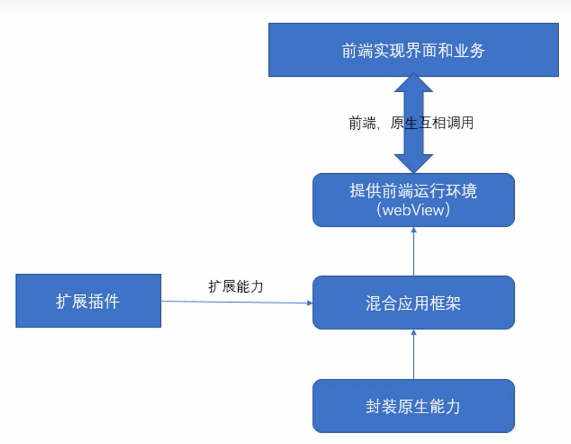 前端实现界面和业务
前端，原生互相调用
提供前端运行环境
（webView）
扩展插件
扩展能力
混合应用框架
封装原生能力